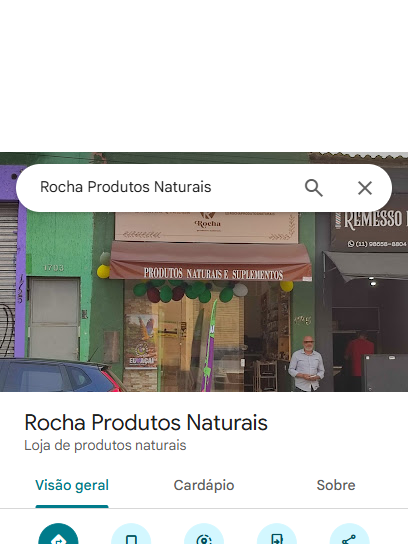 Rocha Produtos Naturais
Rocha
REMESSO
(11) 98658-8804
PRODUTOS NATURAIS E SUPLEMENTOS
1703
Rocha Produtos Naturais
Loja de produtos naturais
Visão geral
Cardápio
Sobre